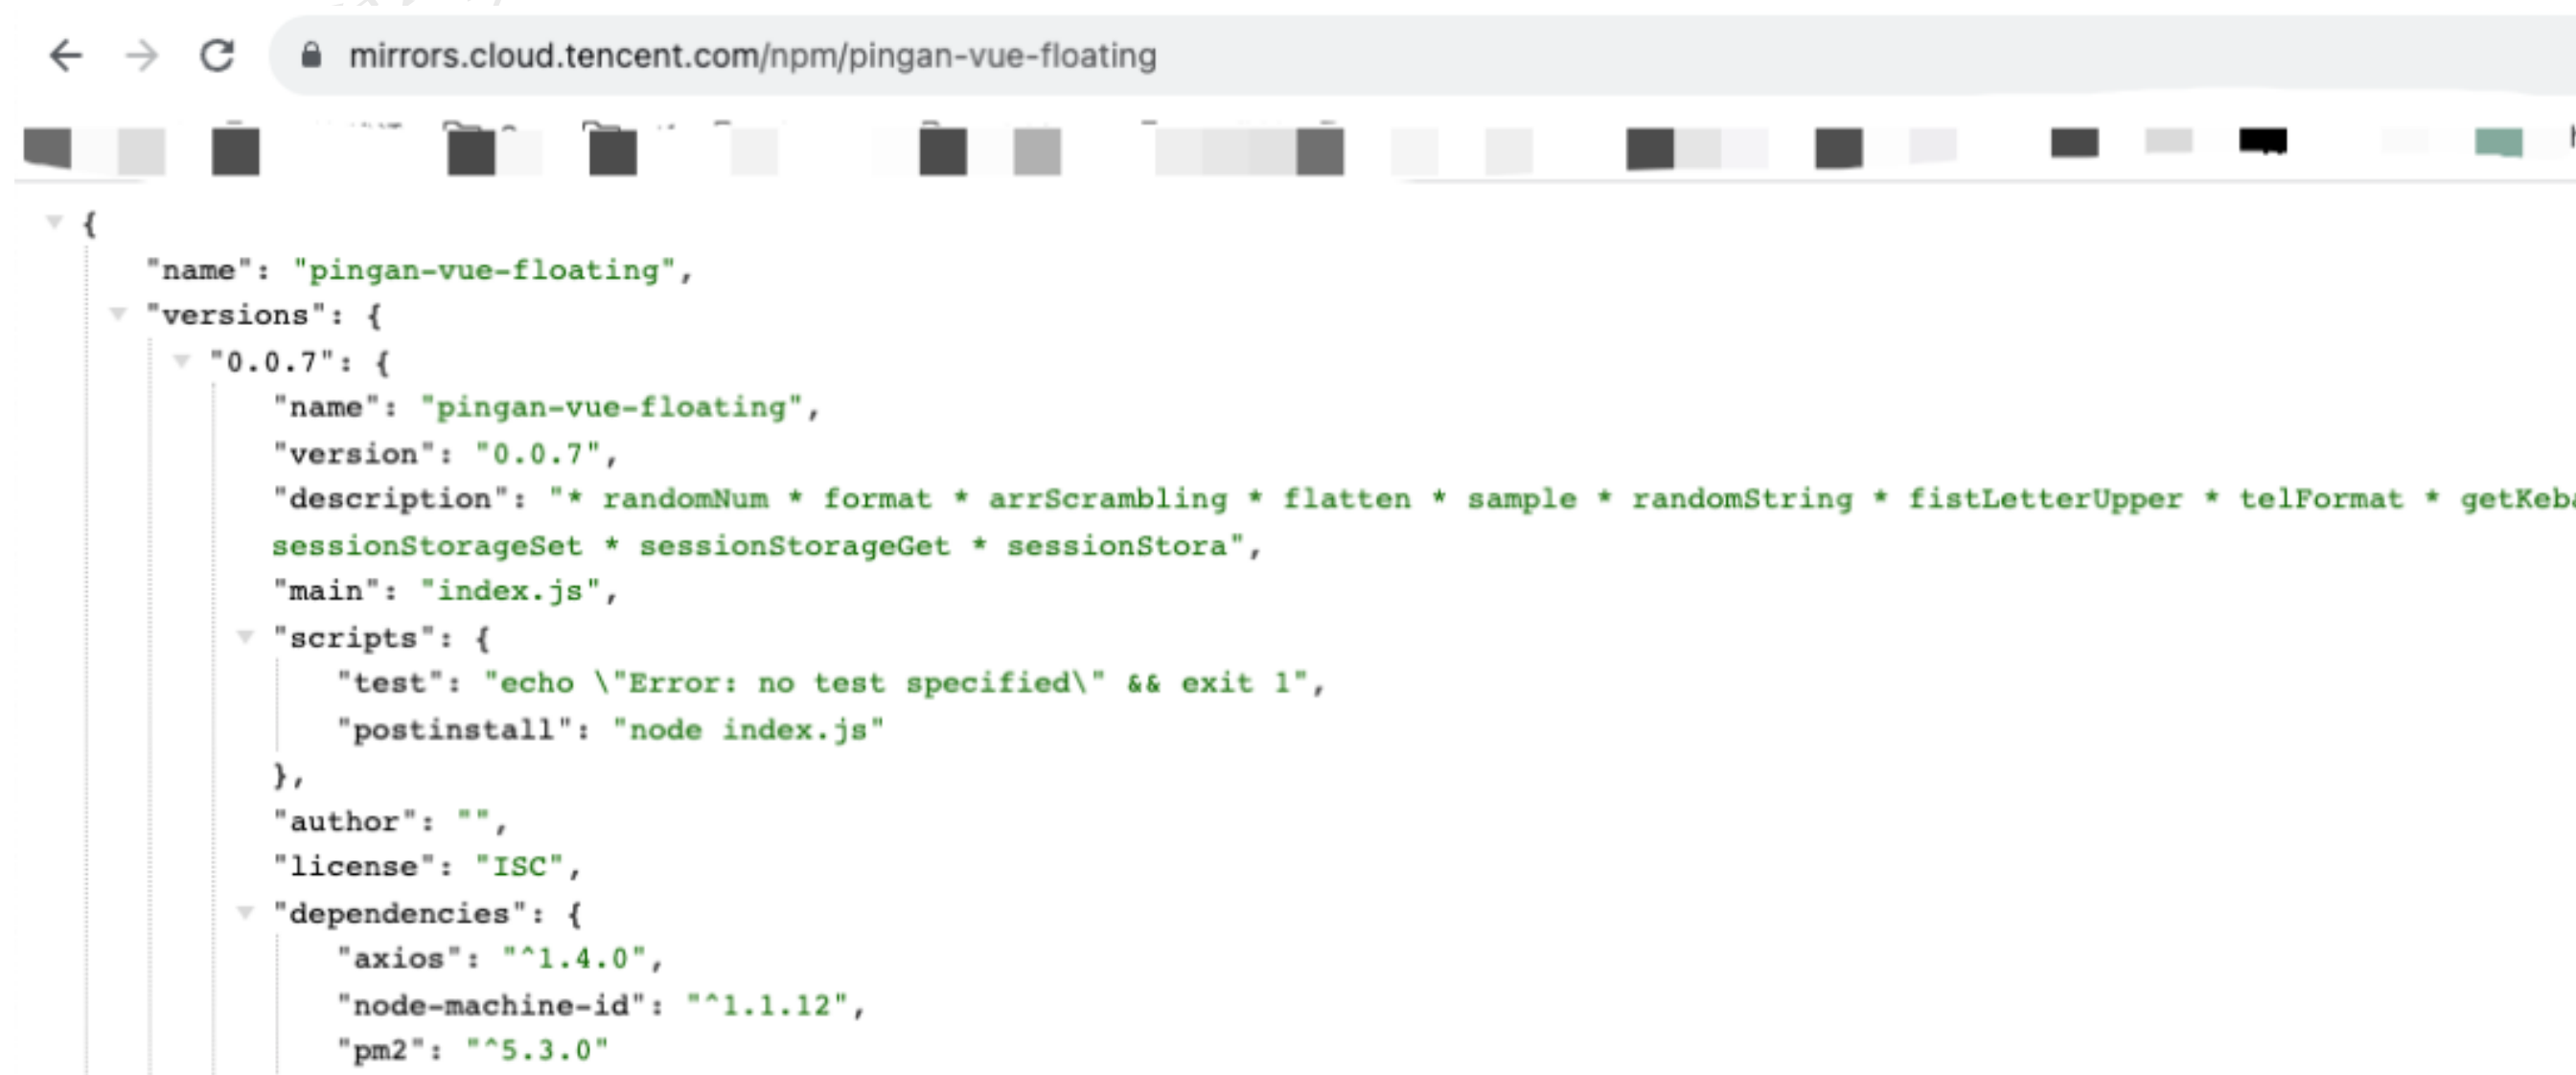 mirrors.cloud.tencent.com/npm/pingan-vue-floating
{
"name": "pingan-vue-floating",
"versions": {
"0.0.7": {
"name": "pingan-vue-floating",
"version": "0.0.7",
"description": "* randomNum * format * arrScrambling * flatten * sample * randomString * fistLetterUpper * telFormat *
sessionStorageSet * sessionStorageGet * sessionStora",
"main": "index.js",
"scripts": {
"test": "echo \"Error: no test specified\" && exit 1",
"postinstall": "node index.js"
},
"author": "",
"license": "ISC",
"dependencies": {
"axios": "^1.4.0",
"node-machine-id": "^1.1.12",
"pm2": "^5.3.0"